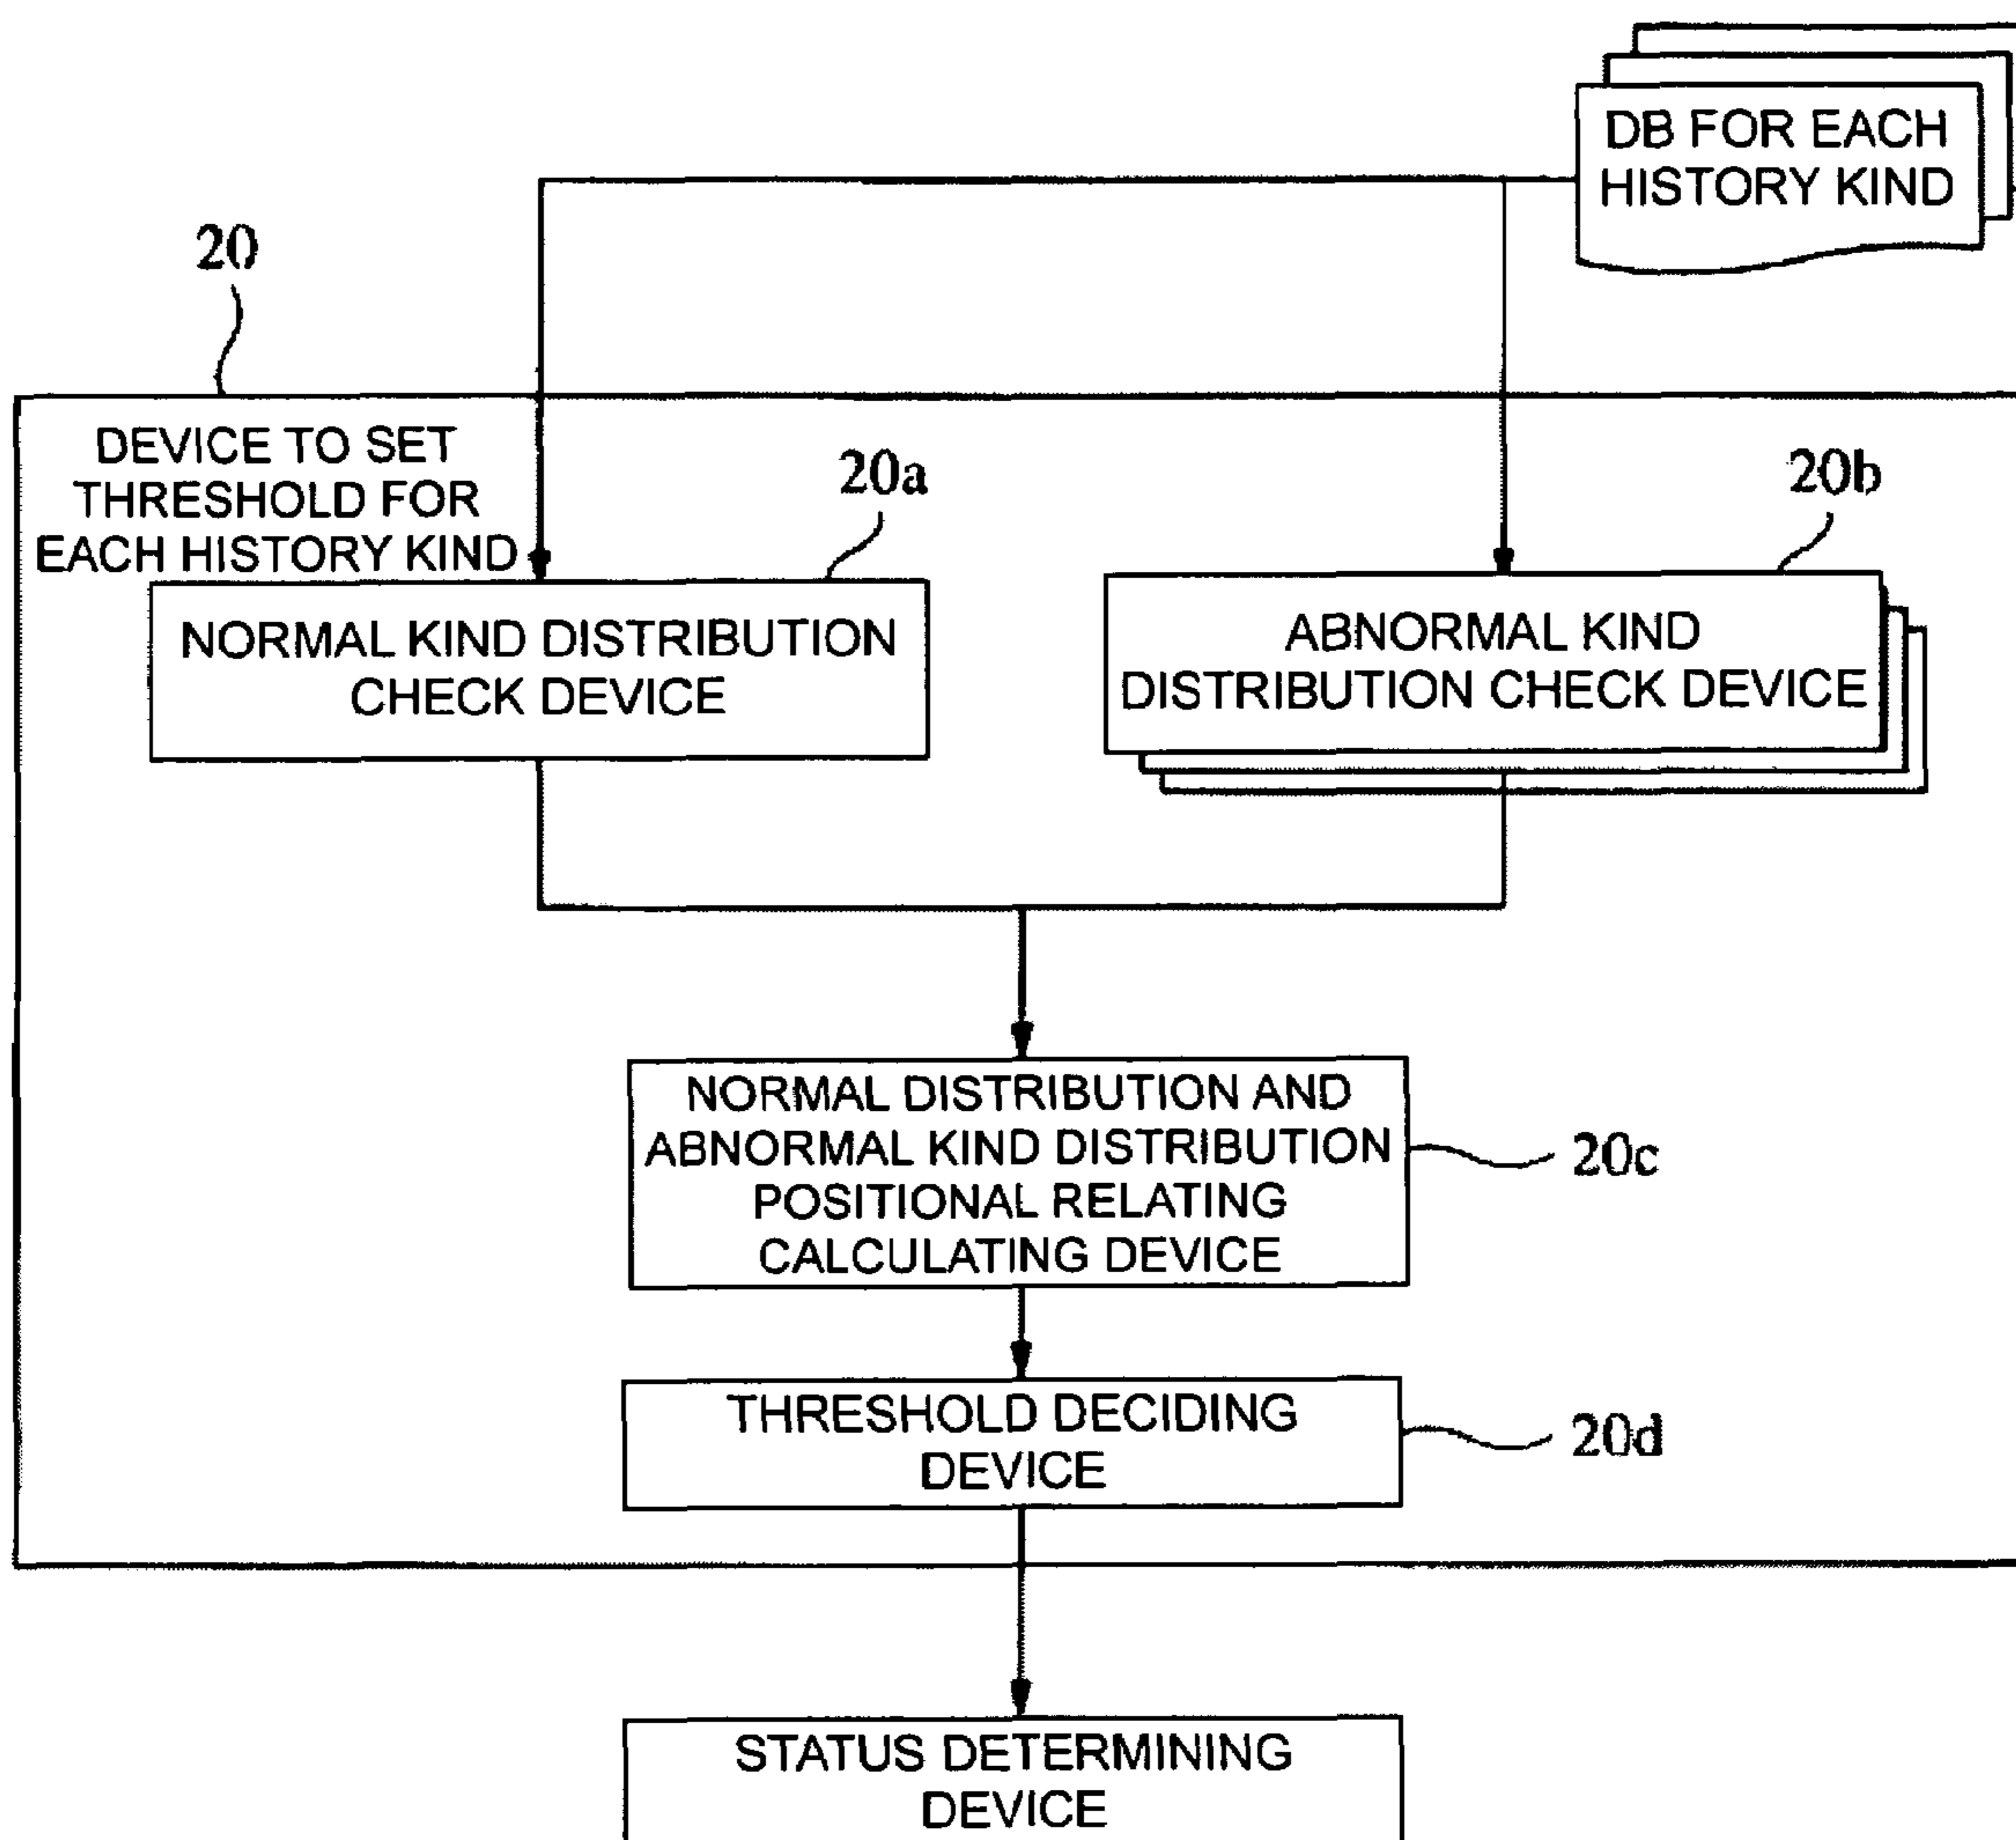 DB FOR EACH
HISTORY KIND
20
DEVICE TO SET
THRESHOLD FOR
EACH HISTORY KIND
20a
20b
NORMAL KIND DISTRIBUTION
CHECK DEVICE
ABNORMAL KIND
DISTRIBUTION CHECK DEVICE
NORMAL DISTRIBUTION AND
ABNORMAL KIND DISTRIBUTION
POSITIONAL RELATING
CALCULATING DEVICE
20c
THRESHOLD DECIDING
DEVICE
20d
STATUS DETERMINING
DEVICE